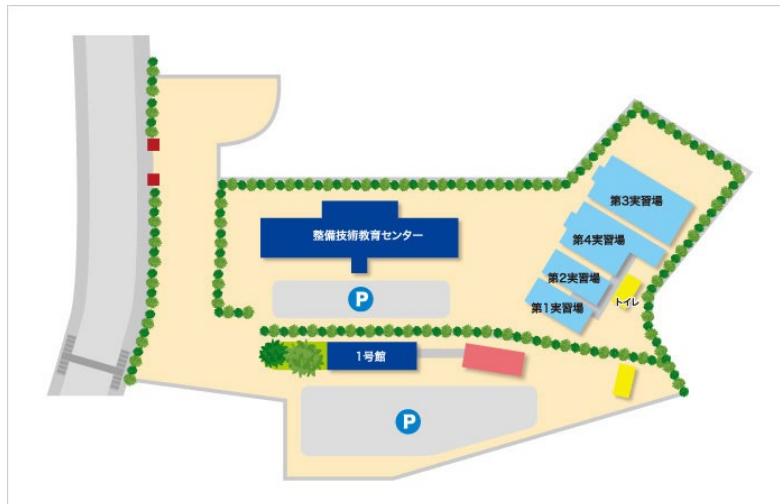 第3実習場
整備技術教育センター
第4実習場
第2実習場
P
トイレ
第1実習場
1号館
P